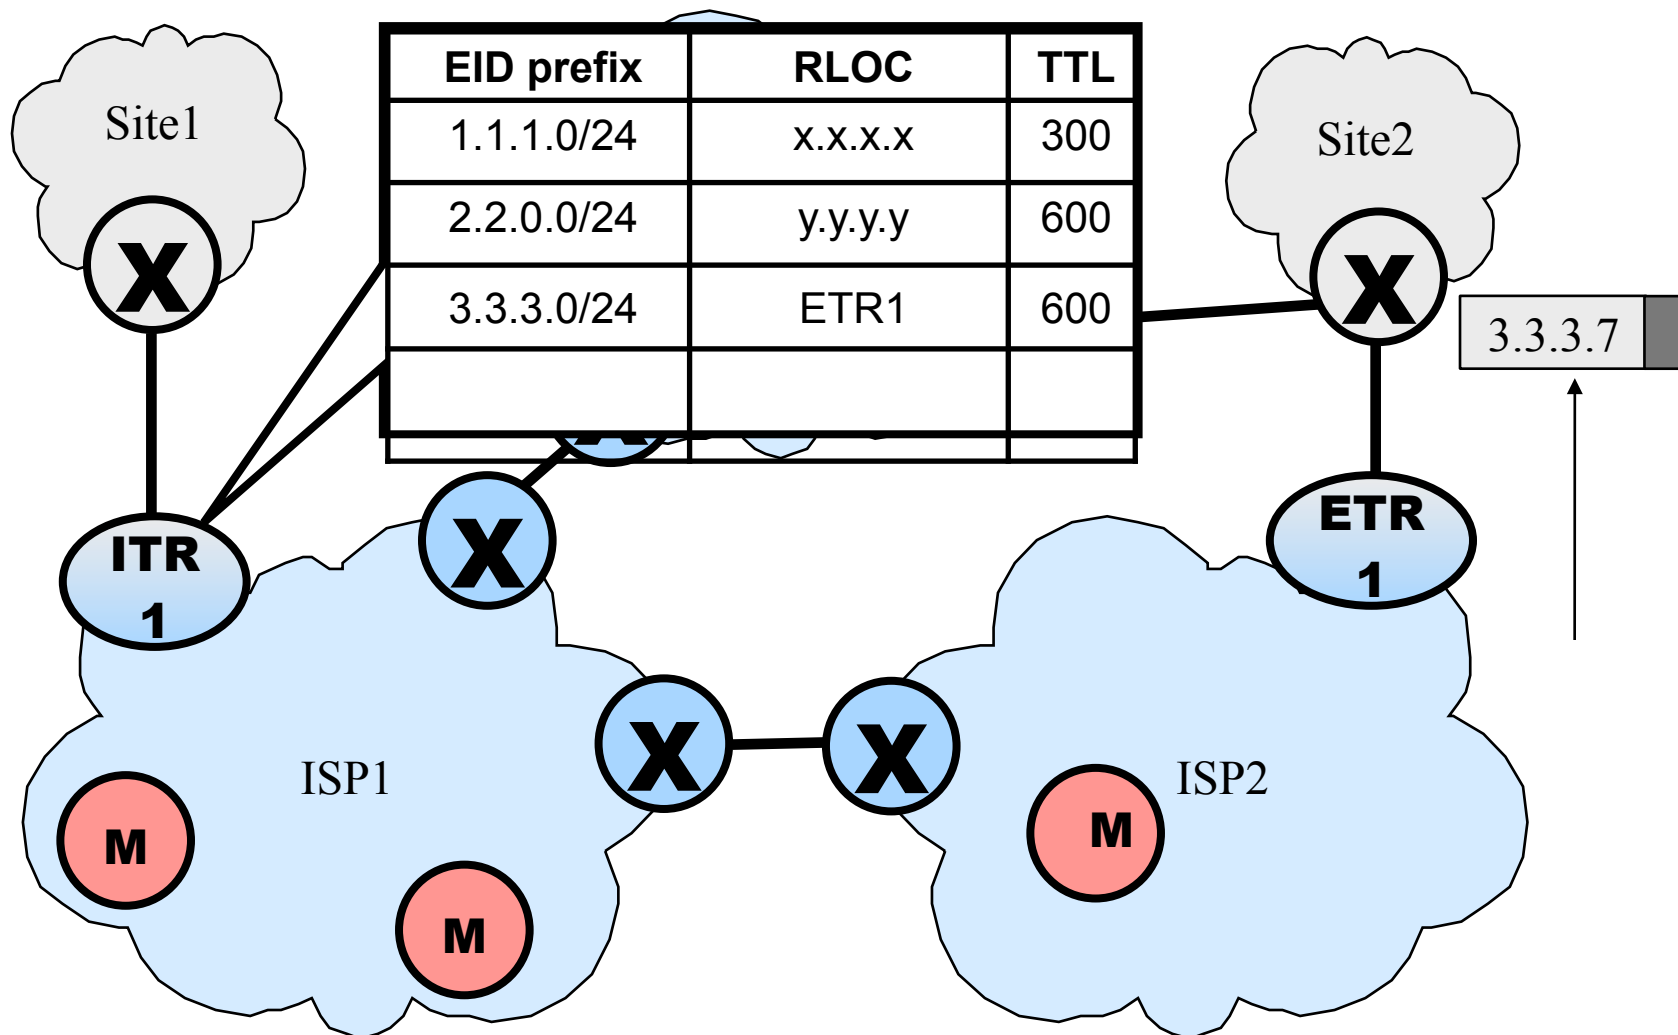 EID prefix RLOC TTL
1.1.1.0/24 x.x.x.x 300
2.2.0.0/24 y.y.y.y 600
3.3.3.0/24 ETR1 600
Site1
Site2
X
X
3.3.3.7
X
X
ITR
1
ETR
1
X
X
ISP1
ISP2
M
M
M